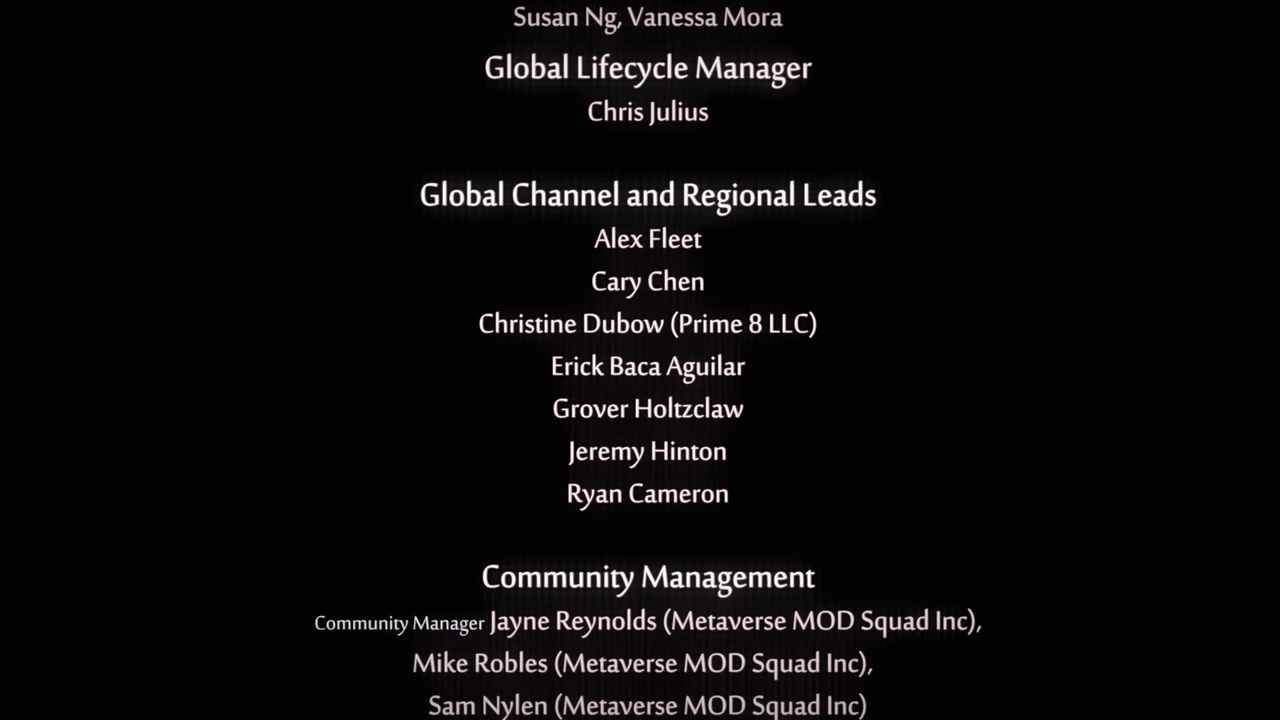 Susan Ng, Vanessa Mora
Global Lifecycle Manager
Chris Julius
Global Channel and Regional Leads
Alex Fleet
Cary Chen
Christine Dubow (Prime 8 LLC)
Erick Baca Aguilar
Grover Holtzclaw
Jeremy Hinton
Ryan Cameron
Community Management
Community Manager Jayne Reynolds (Metaverse MOD Squad Inc),
Mike Robles (Metaverse MOD Squad Inc),
Sam Nylen (Metaverse MOD Squad Inc)